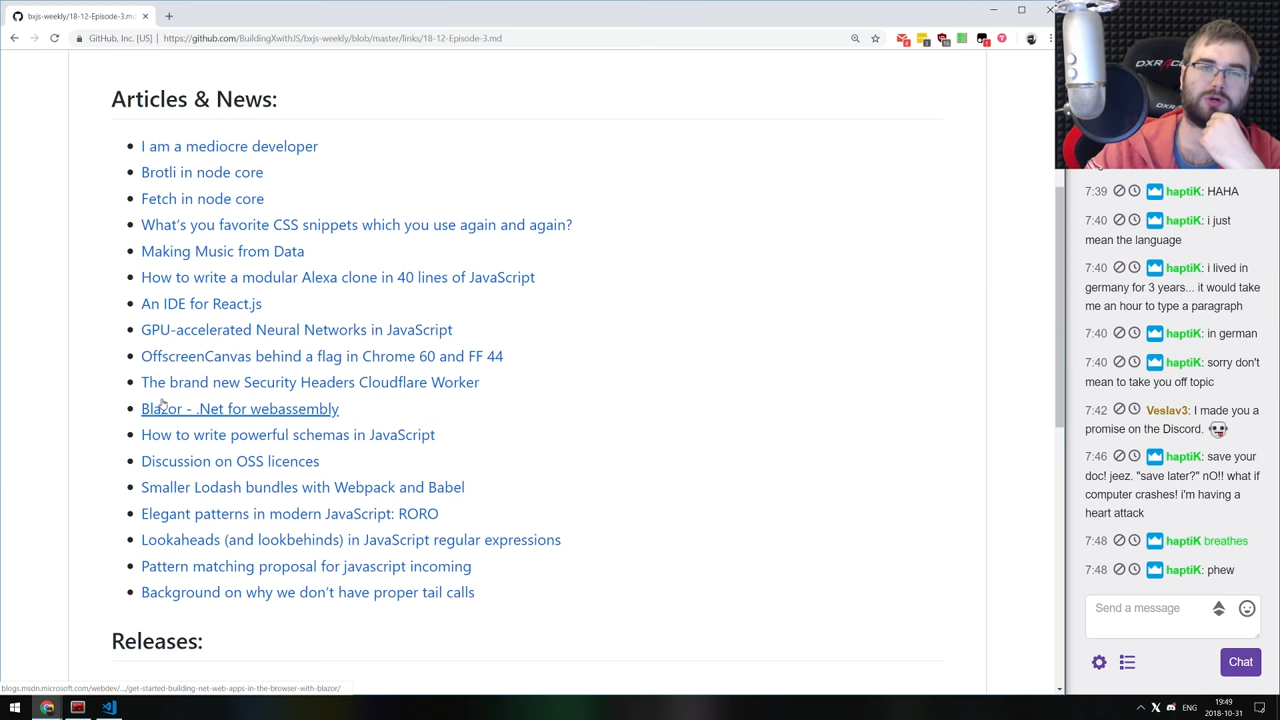 bxjs-weekly/18-12-Episode-3.md
GitHub, Inc. [US] | https://github.com/BuildingXwithJS/bxjs-weekly/blob/master/links/18-12-Episode-3.md
Articles & News:
I am a mediocre developer
Brotli in node core
Fetch in node core
What's you favorite CSS snippets which you use again and again?
Making Music from Data
How to write a modular Alexa clone in 40 lines of JavaScript
An IDE for React.js
GPU-accelerated Neural Networks in JavaScript
OffscreenCanvas behind a flag in Chrome 60 and FF 44
The brand new Security Headers Cloudflare Worker
Blazor - .Net for webassembly
How to write powerful schemas in JavaScript
Discussion on OSS licences
Smaller Lodash bundles with Webpack and Babel
Elegant patterns in modern JavaScript: RORO
Lookaheads (and lookbehinds) in JavaScript regular expressions
Pattern matching proposal for javascript incoming
Background on why we don't have proper tail calls
Releases:
blogs.msdn.microsoft.com/webdev/.../get-started-building-net-web-apps-in-the-browser-with-blazor/
DXRACER
7:39 haptiK: HAHA
7:40 haptiK: i just
mean the language
7:40 haptiK: i lived in
germany for 3 years... it would take
me an hour to type a paragraph
7:40 haptiK: in german
7:40 haptiK: sorry don't
mean to take you off topic
7:42 Veslav3: I made you a
promise on the Discord.
7:46 haptiK: save your
doc! jeez. "save later?" nO!! what if
computer crashes! i'm having a
heart attack
7:48 haptiK breathes
7:48 haptiK: phew
Send a message
Chat
ENG
19:49
2018-10-31